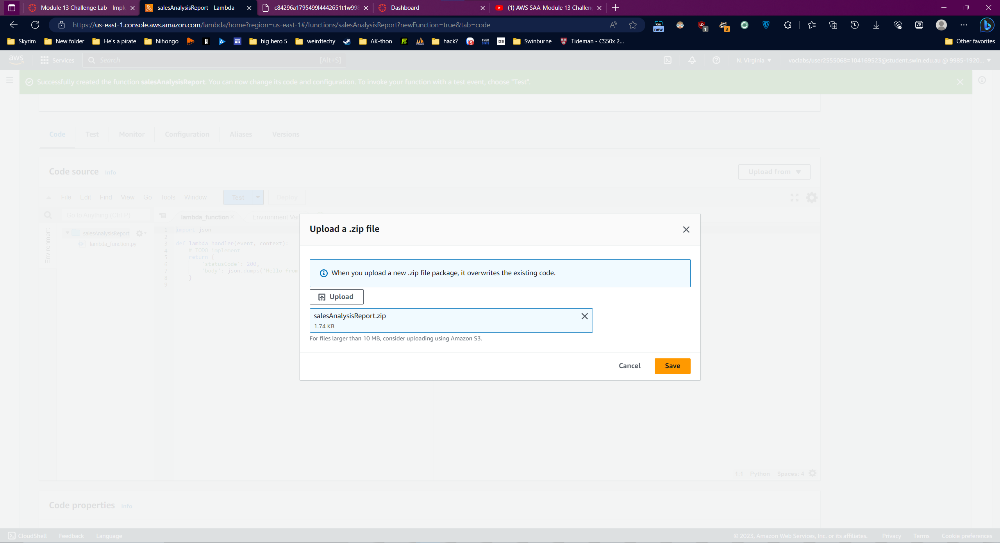 Module 13 Challenge Lab - Imple
salesAnalysisReport - Lambda
c84296a1795499l4442651t1w998
Dashboard
(1) AWS SAA-Module 13 Challen
https://us-east-1.console.aws.amazon.com/lambda/home?region=us-east-1#/functions/salesAnalysisReport?newFunction=true&tab=code
new
1
3
Skyrim
New folder
He's a pirate
Nihongo
big hero 5
weirdtechy
AK-thon
hack?
DS
Swinburne
Tideman - CS50x 2...
Other favorites
aws
Services
Search
[Alt+S]
N. Virginia
voclabs/user2555068=104169523@student.swin.edu.au @ 9985-1920...
Successfully created the function salesAnalysisReport. You can now change its code and configuration. To invoke your function with a test event, choose "Test".
Code
Test
Monitor
Configuration
Aliases
Versions
Code source Info
Upload from
File Edit Find View Go Tools Window
Test
Deploy
Go to Anything (Ctrl-P)
lambda_function
Environment Var
Environment
salesAnalysisReport
lambda_function.py
1 import json
2
3 def lambda_handler(event, context):
4 # TODO implement
5 return {
6 'statusCode': 200,
7 'body': json.dumps('Hello from
8 }
9
Upload a .zip file
When you upload a new .zip file package, it overwrites the existing code.
Upload
salesAnalysisReport.zip
1.74 KB
For files larger than 10 MB, consider uploading using Amazon S3.
Cancel
Save
1:1 Python Spaces: 4
Code properties Info
CloudShell
Feedback
Language
© 2023, Amazon Web Services, Inc. or its affiliates.
Privacy
Terms
Cookie preferences